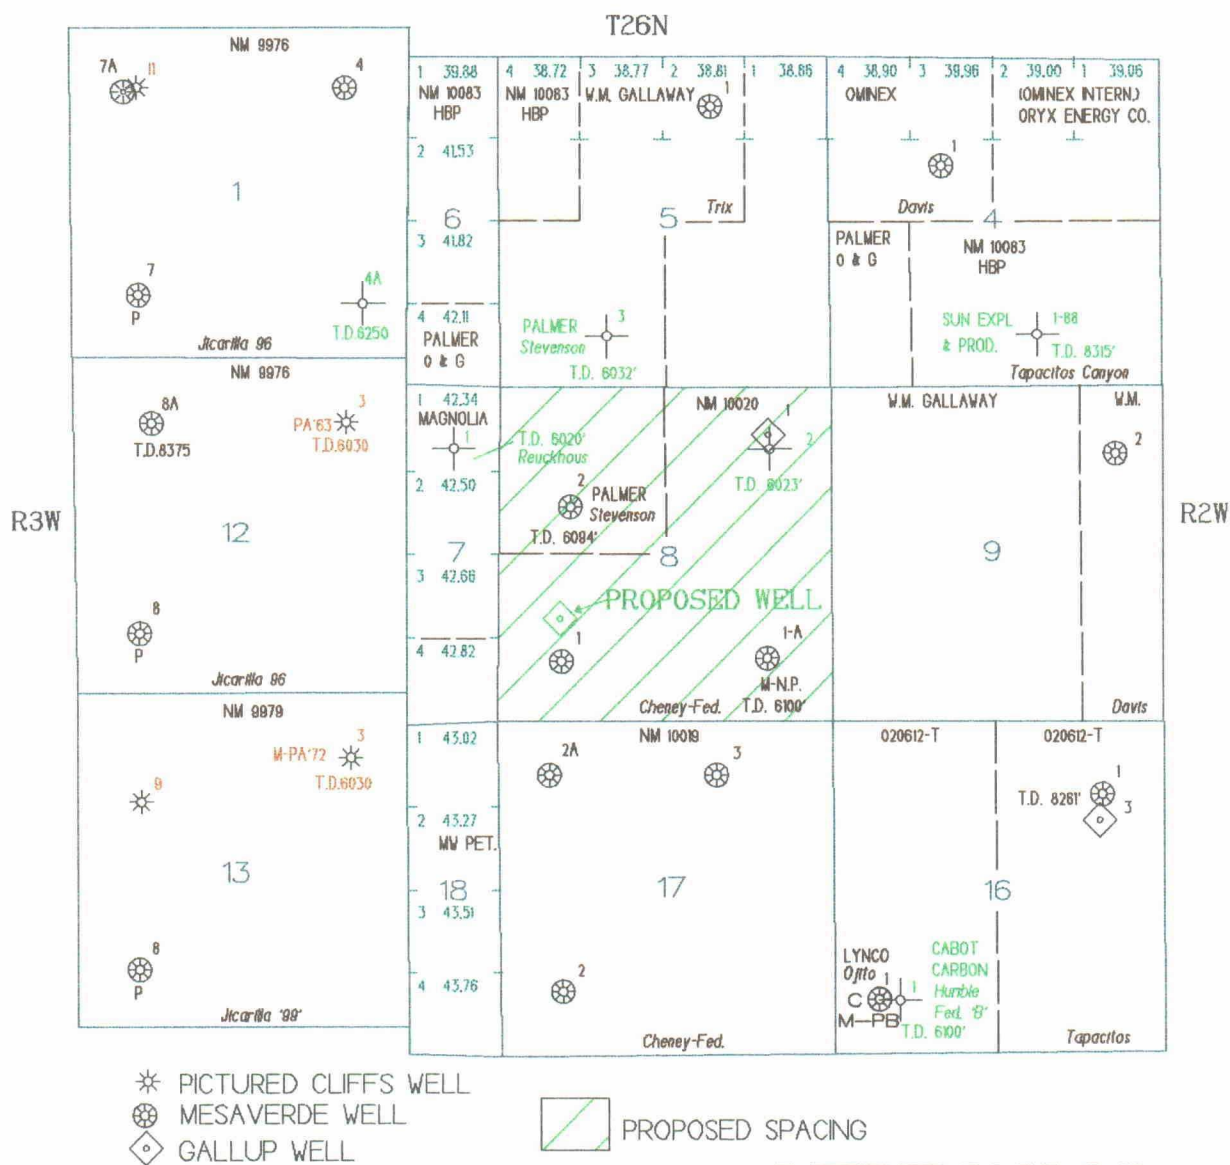 T26N
NM 9976
7A
11
4
1
7
P
4A
T.D.6250
Jicarilla 96
1 39.88
NM 10083
HBP
2 41.53
6
3 41.82
4 42.11
PALMER
O & G
4 38.72 3 38.77 2 38.81 1 38.86
NM 10083
HBP
W.M. GALLAWAY
1
Trix
5
PALMER
Stevenson
3
T.D. 6032'
4 38.90 3 39.96 2 39.00 1 39.06
OMINEX
(OMINEX INTERN.)
ORYX ENERGY CO.
1
Davis
4
PALMER
O & G
NM 10083
HBP
SUN EXPL
& PROD.
1-88
T.D. 8315'
Tapacitos Canyon
R3W
NM 9976
8A
T.D.8375
3
PA'63
T.D.6030
12
8
P
Jicarilla 96
1 42.34
MAGNOLIA
1
T.D. 6020'
Reuckhous
2 42.50
7
3 42.66
4 42.82
NM 10020
1
2
T.D. 6023'
2
PALMER
Stevenson
T.D. 6094'
8
PROPOSED WELL
1
1-A
M-N.P.
T.D. 6100'
Cheney-Fed.
W.M. GALLAWAY
W.M.
2
9
Davis
R2W
NM 9979
3
M-PA'72
T.D.6030
9
13
8
P
Jicarilla '99'
1 43.02
2 43.27
MW PET.
18
3 43.51
4 43.76
NM 10019
2A
3
17
2
Cheney-Fed.
020612-T
020612-T
T.D. 8261'
1
3
16
LYNCO
Ojito
1
C
M-PB
CABOT
CARBON
1
Humble
Fed. 'B'
T.D. 6100'
Tapacitos
PICTURED CLIFFS WELL
MESAVERDE WELL
GALLUP WELL
PROPOSED SPACING